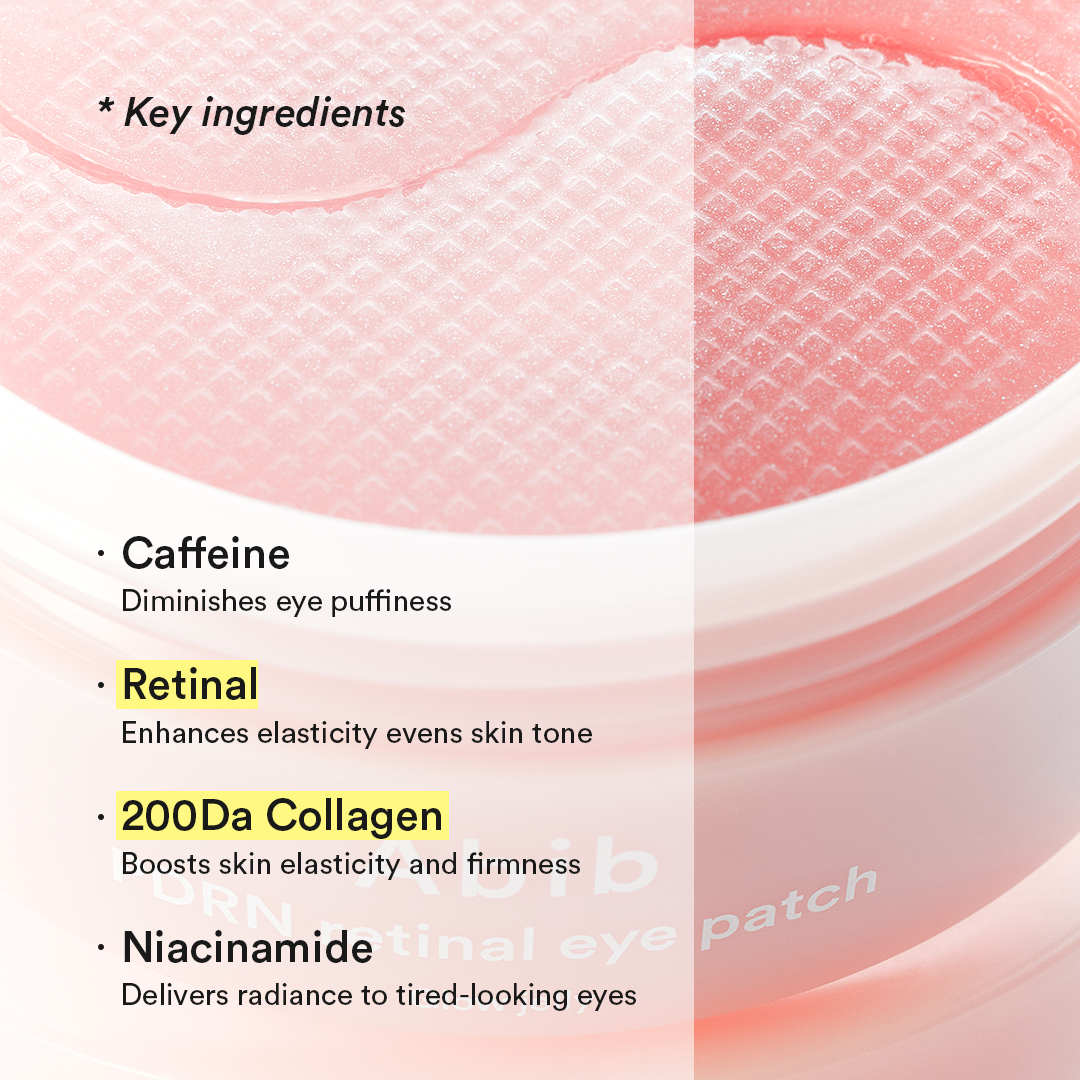 * Key ingredients
· Caffeine
Diminishes eye puffiness
· Retinal
Enhances elasticity evens skin tone
· 200Da Collagen
Boosts skin elasticity and firmness
· Niacinamide
Delivers radiance to tired-looking eyes
Abib
DRN retinal eye patch